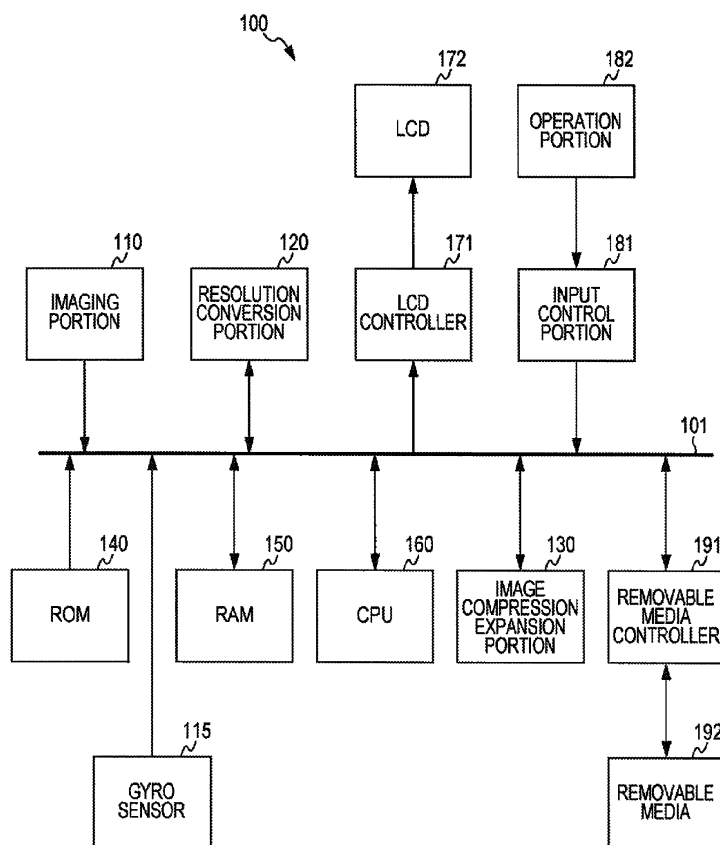 100
172
LCD
182
OPERATION
PORTION
110
IMAGING
PORTION
120
RESOLUTION
CONVERSION
PORTION
171
LCD
CONTROLLER
181
INPUT
CONTROL
PORTION
101
140
ROM
150
RAM
160
CPU
130
IMAGE
COMPRESSION
EXPANSION
PORTION
191
REMOVABLE
MEDIA
CONTROLLER
115
GYRO
SENSOR
192
REMOVABLE
MEDIA